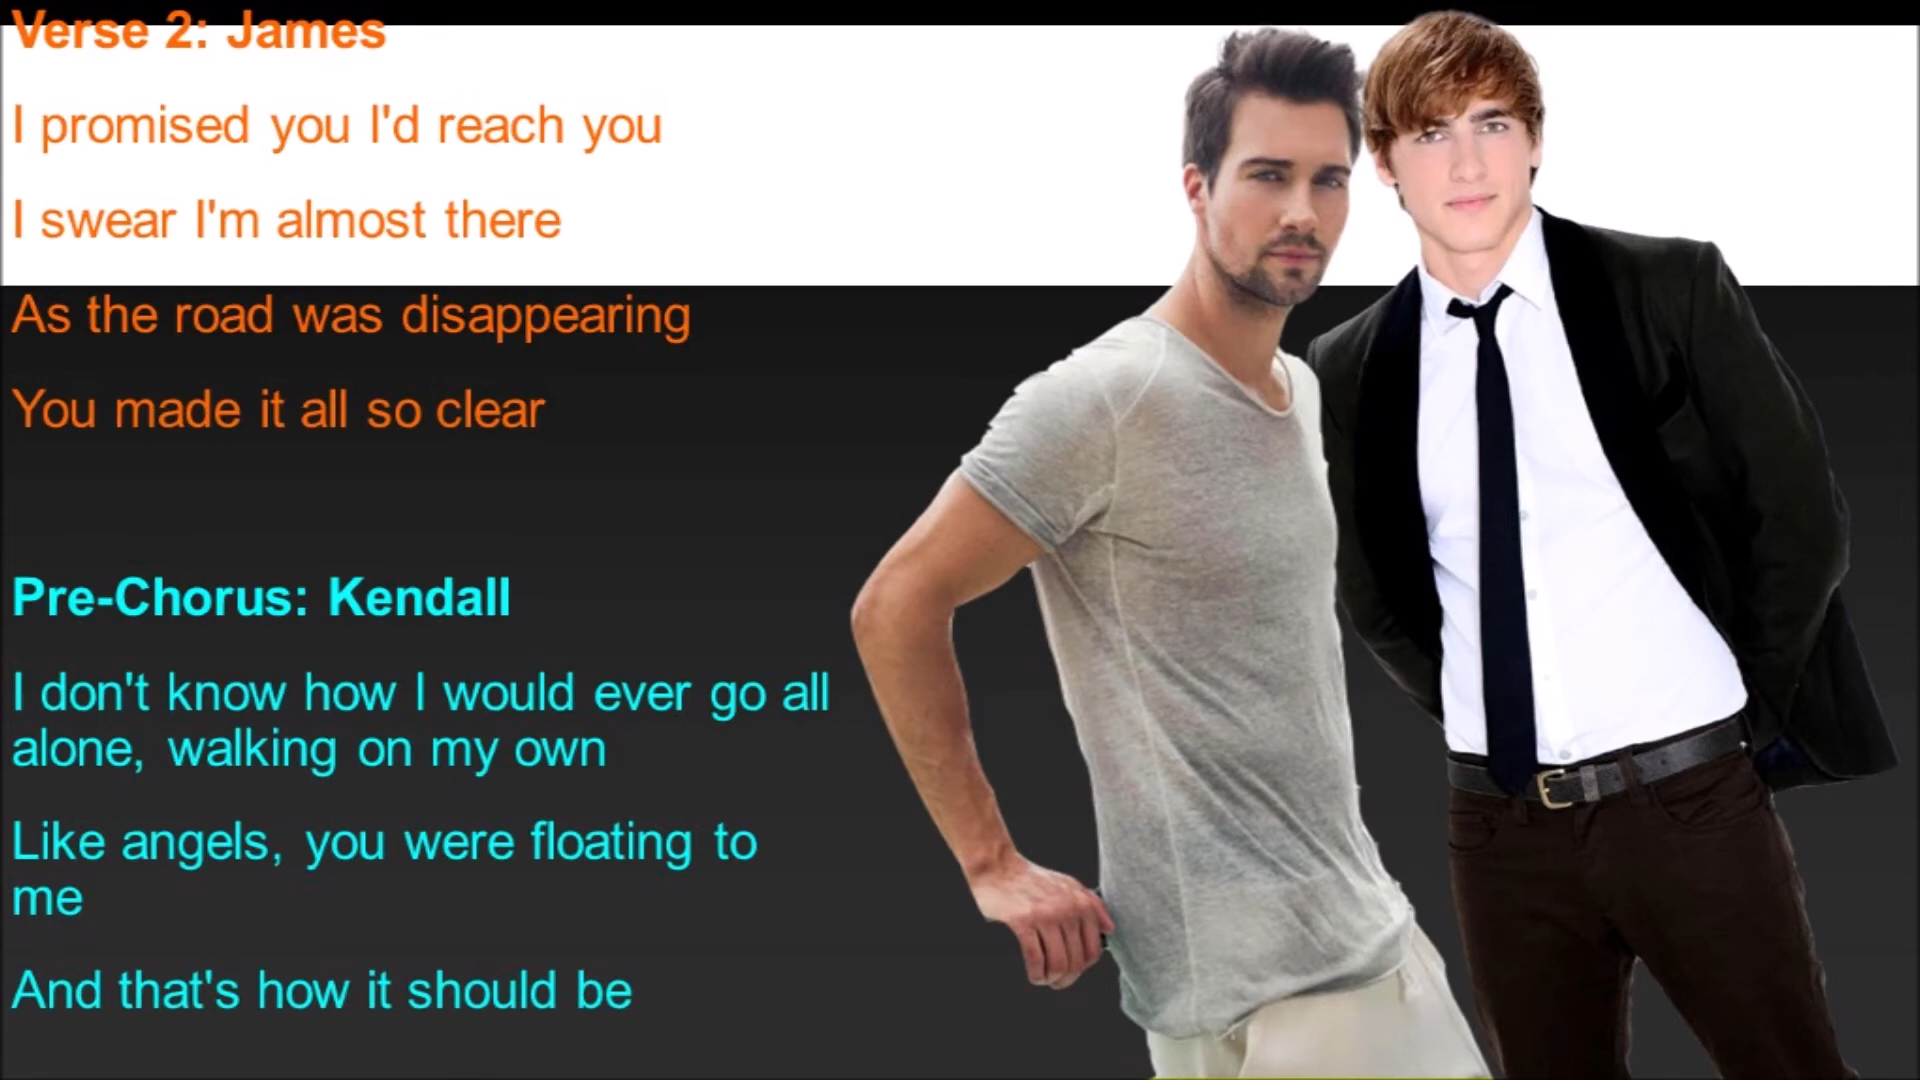 Verse 2: James
I promised you I'd reach you
I swear I'm almost there
As the road was disappearing
You made it all so clear
Pre-Chorus: Kendall
I don't know how I would ever go all
alone, walking on my own
Like angels, you were floating to
me
And that's how it should be